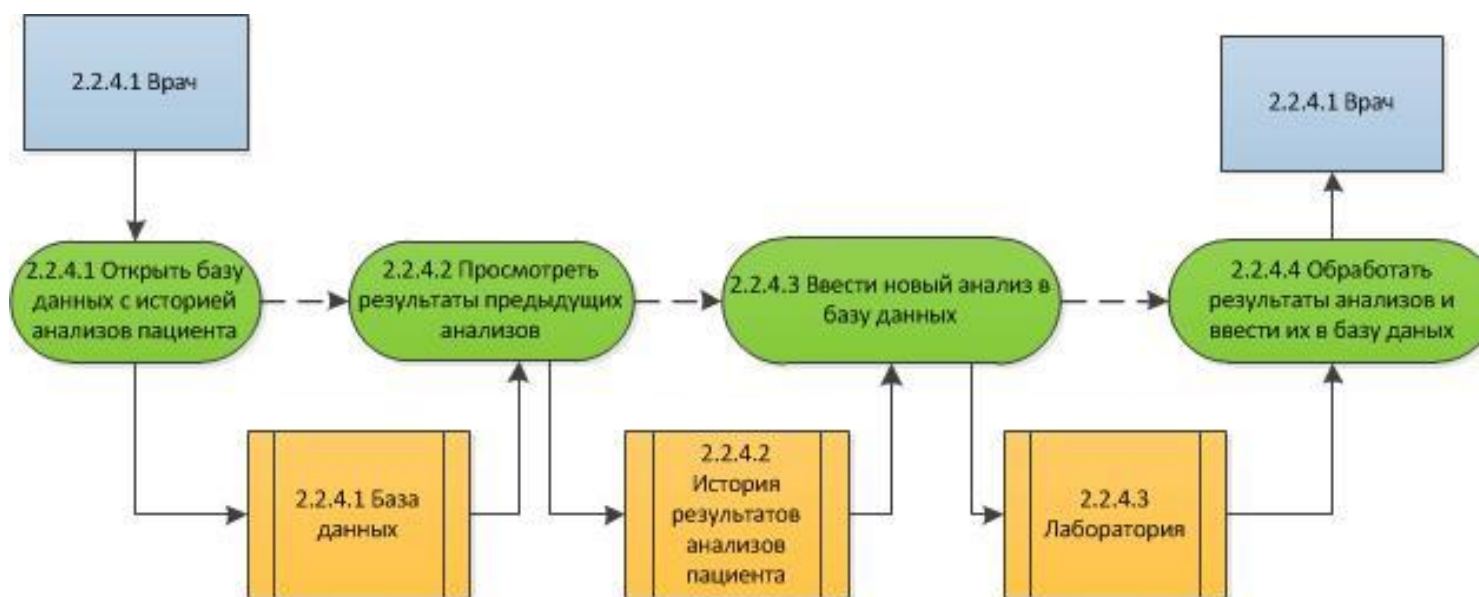 2.2.4.1 Врач
2.2.4.1 Врач
2.2.4.1 Открыть базу
данных с историей
анализов пациента
2.2.4.2 Просмотреть
результаты предыдущих
анализов
2.2.4.3 Ввести новый анализ в
базу данных
2.2.4.4 Обработать
результаты анализов и
ввести их в базу даных
2.2.4.1 База
данных
2.2.4.2
История
результатов
анализов
пациента
2.2.4.3
Лаборатория